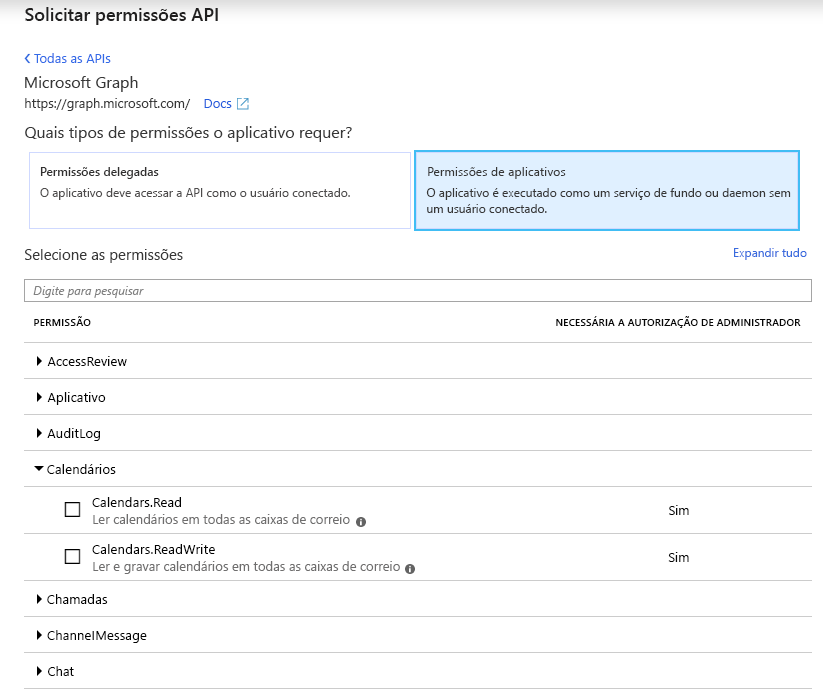 Solicitar permissões API
Todas as APIs
Microsoft Graph
https://graph.microsoft.com/ Docs
Quais tipos de permissões o aplicativo requer?
Permissões delegadas
O aplicativo deve acessar a API como o usuário conectado.
Permissões de aplicativos
O aplicativo é executado como um serviço de fundo ou daemon sem
um usuário conectado.
Selecione as permissões
Expandir tudo
Digite para pesquisar
PERMISSÃO
NECESSÁRIA A AUTORIZAÇÃO DE ADMINISTRADOR
AccessReview
Aplicativo
AuditLog
Calendários
Calendars.Read
Ler calendários em todas as caixas de correio
Sim
Calendars.ReadWrite
Ler e gravar calendários em todas as caixas de correio
Sim
Chamadas
ChannelMessage
Chat